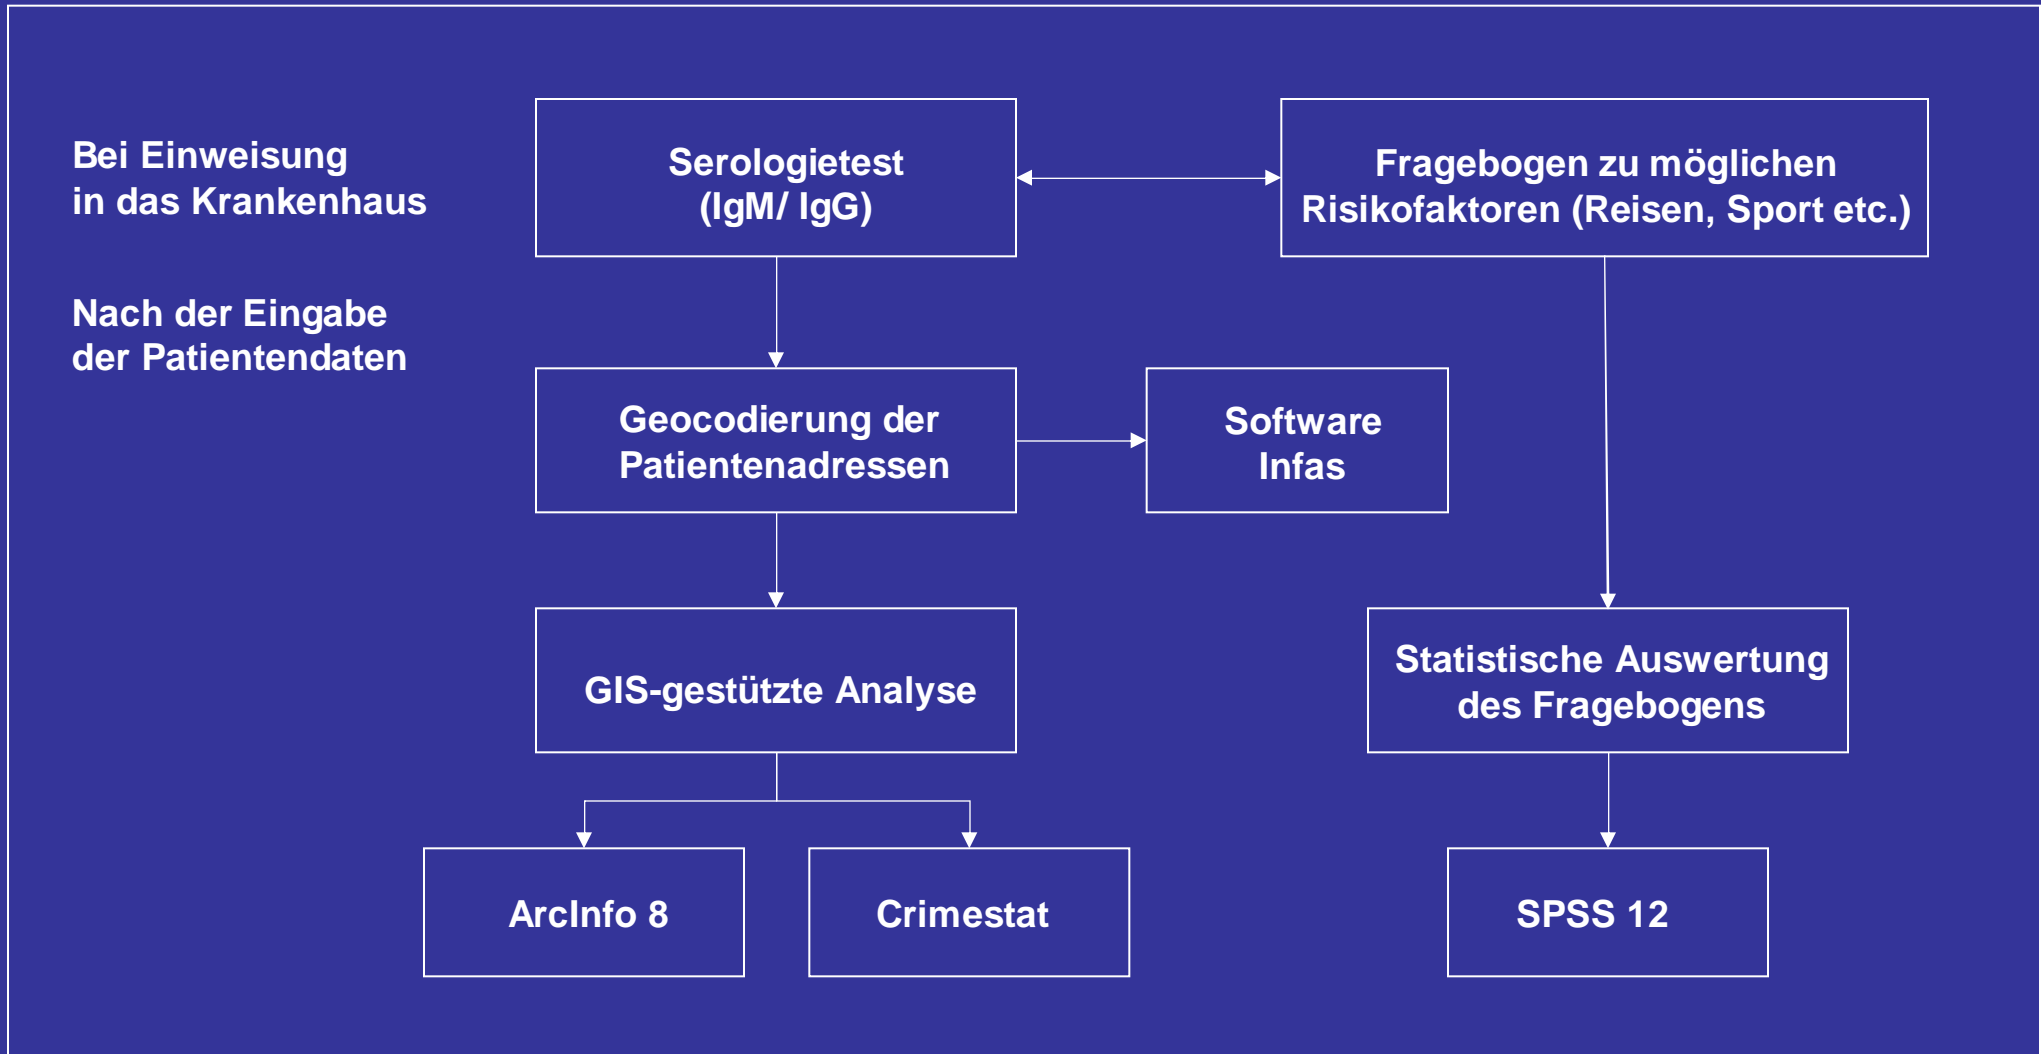 Bei Einweisung
in das Krankenhaus
Serologietest
(IgM/ IgG)
Fragebogen zu möglichen
Risikofaktoren (Reisen, Sport etc.)
Nach der Eingabe
der Patientendaten
Geocodierung der
Patientenadressen
Software
Infas
GIS-gestützte Analyse
Statistische Auswertung
des Fragebogens
ArcInfo 8
Crimestat
SPSS 12